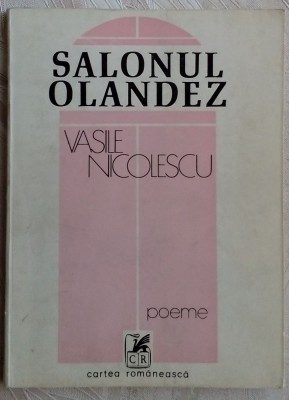 SALONUL
OLANDEZ
VASILE
NICOLESCU
poeme
CR
cartea românească